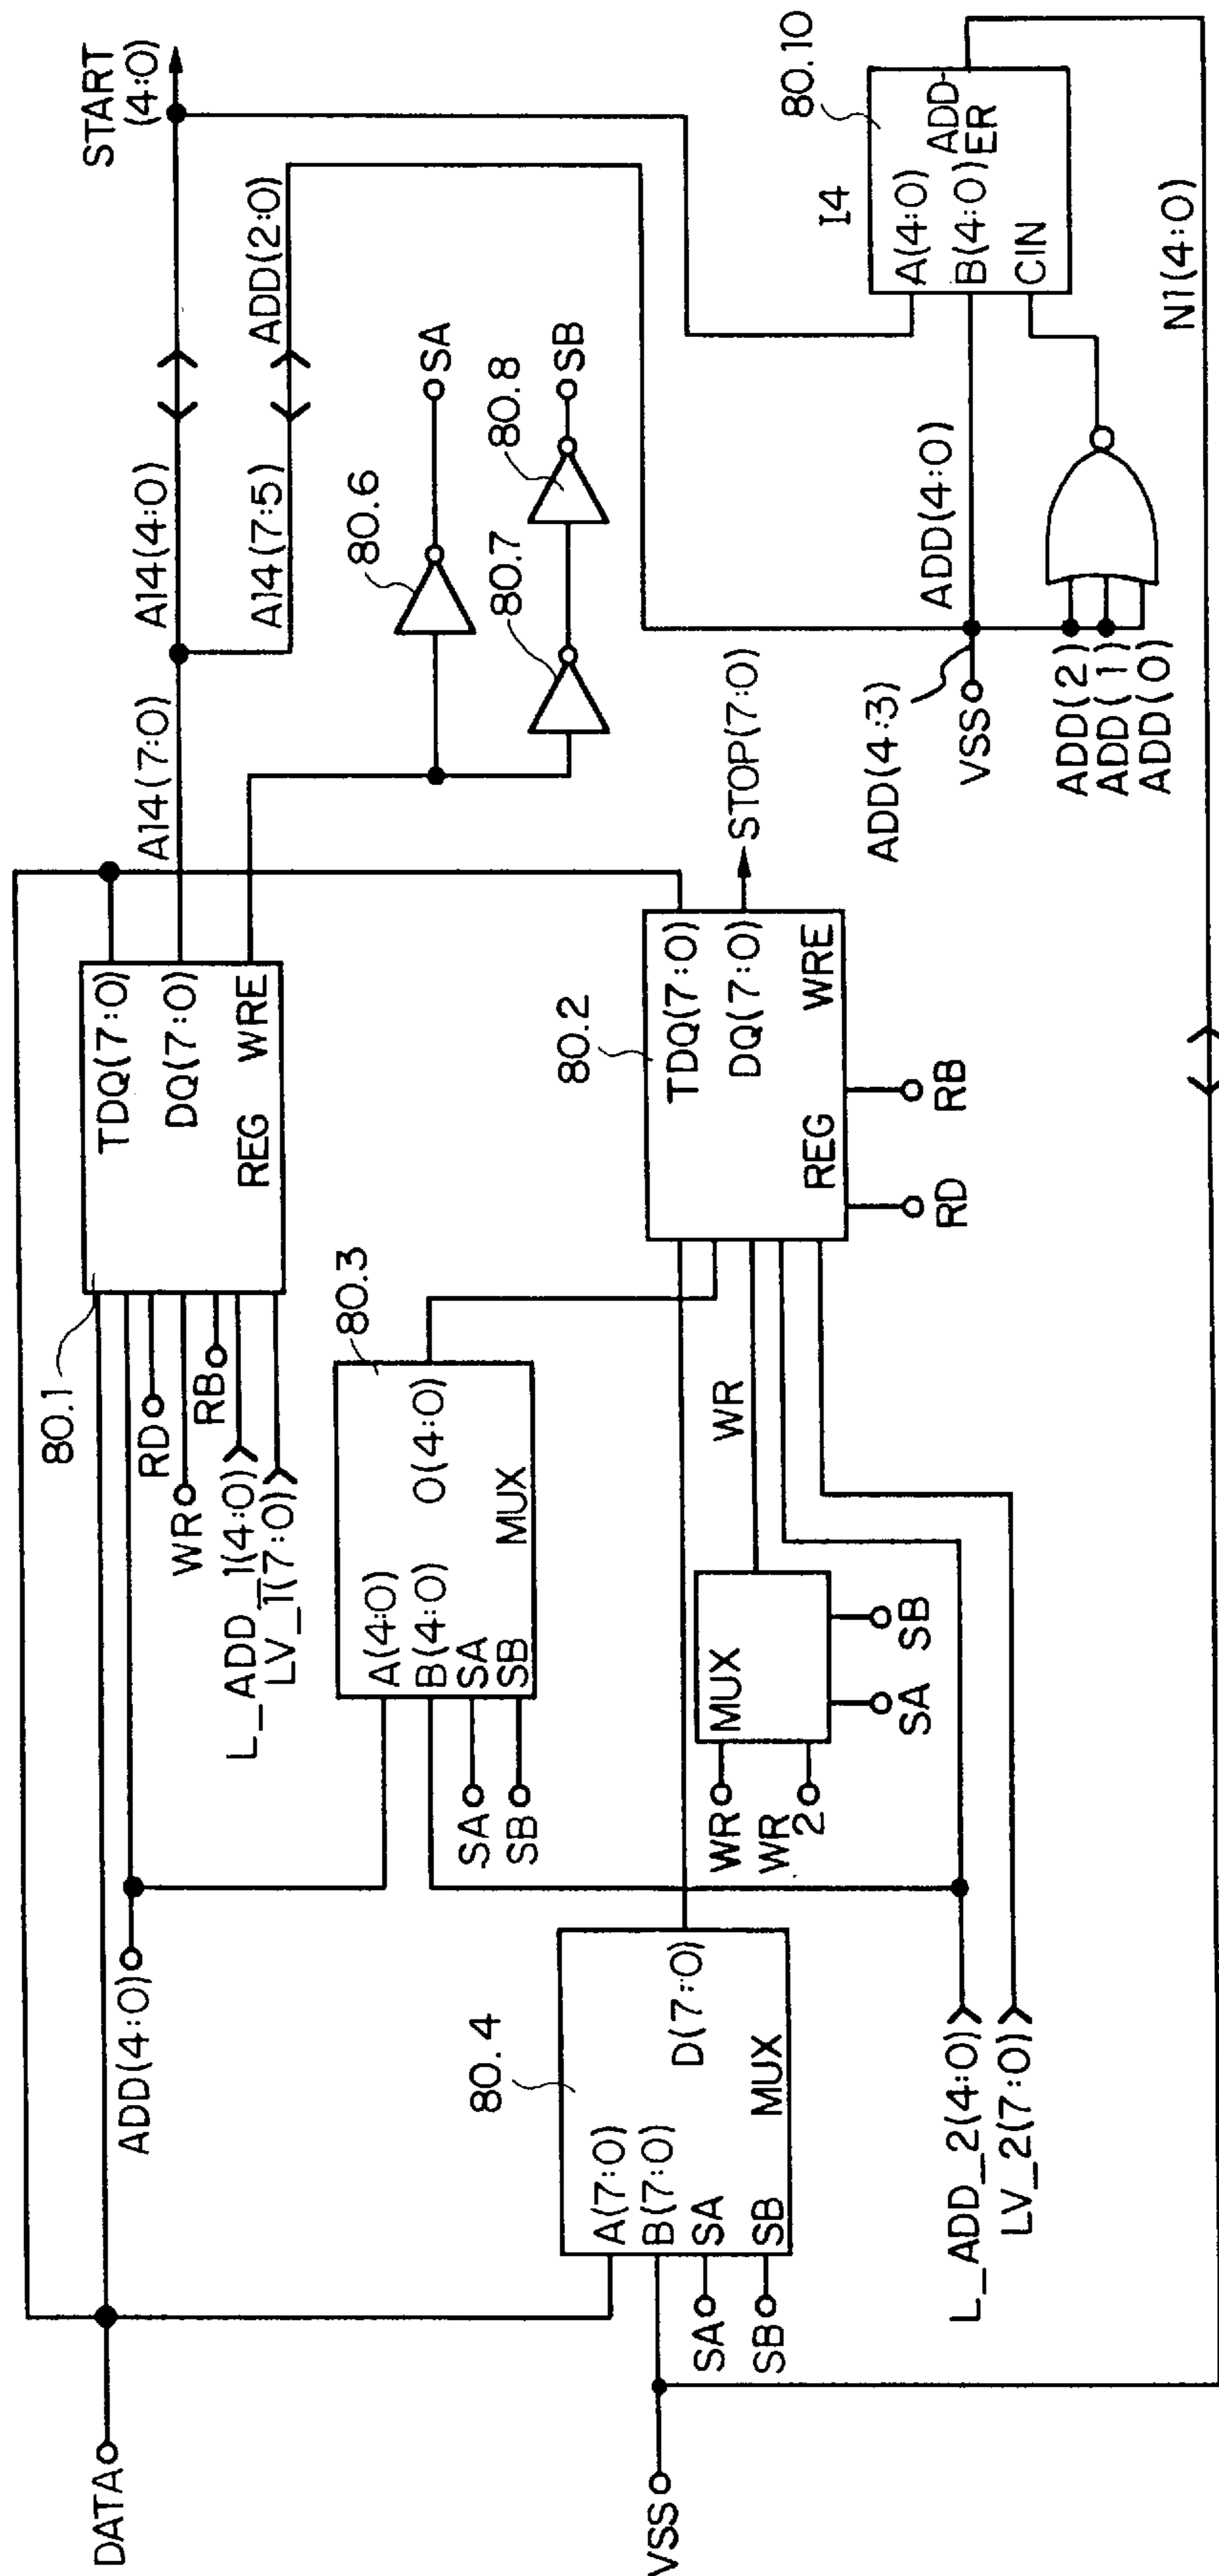 DATA
ADD(4:0)
80.1
RD
WR
RB
L_ADD_1(4:0)
LV_1(7:0)
TDQ(7:0)
DQ(7:0)
REG WRE
A14(7:0)
A14(4:0)
START
(4:0)
A14(7:5)
ADD(2:0)
80.6
SA
80.7
80.8
SB
80.3
A(4:0)
B(4:0)
O(4:0)
SA
SB
MUX
SA
SB
80.4
A(7:0)
B(7:0)
D(7:0)
SA
SB
MUX
SA
SB
VSS
MUX
WR
WR
2
SA
SB
WR
L_ADD_2(4:0)
LV_2(7:0)
80.2
TDQ(7:0)
DQ(7:0)
REG WRE
RD
RB
STOP(7:0)
ADD(4:3)
VSS
ADD(4:0)
ADD(2)
ADD(1)
ADD(0)
I4
80.10
A(4:0)
B(4:0)
CIN
ADD-
ER
N1(4:0)